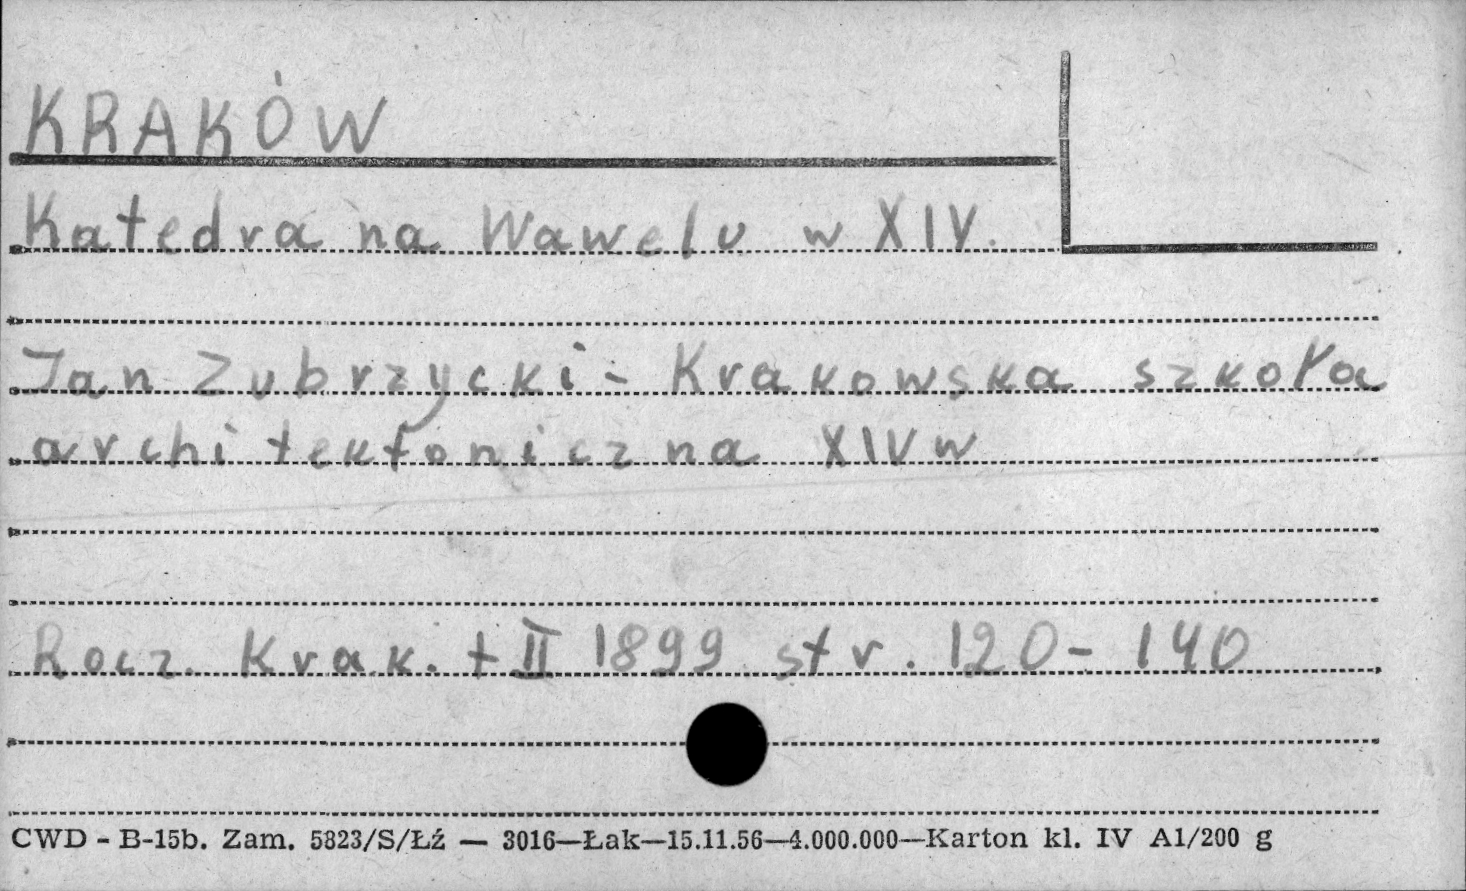 KRAKÓW
Katedra na Wawelu w XIV.
Jan Zubrzycki - Krakowska szkoła
architektoniczna XIV w
Rocz. Krak. t II 1899 str. 120-140
CWD - B-15b. Zam. 5823/S/Łź — 3016—Łak—15.11.56—4.000.000—Karton kl. IV A1/200 g